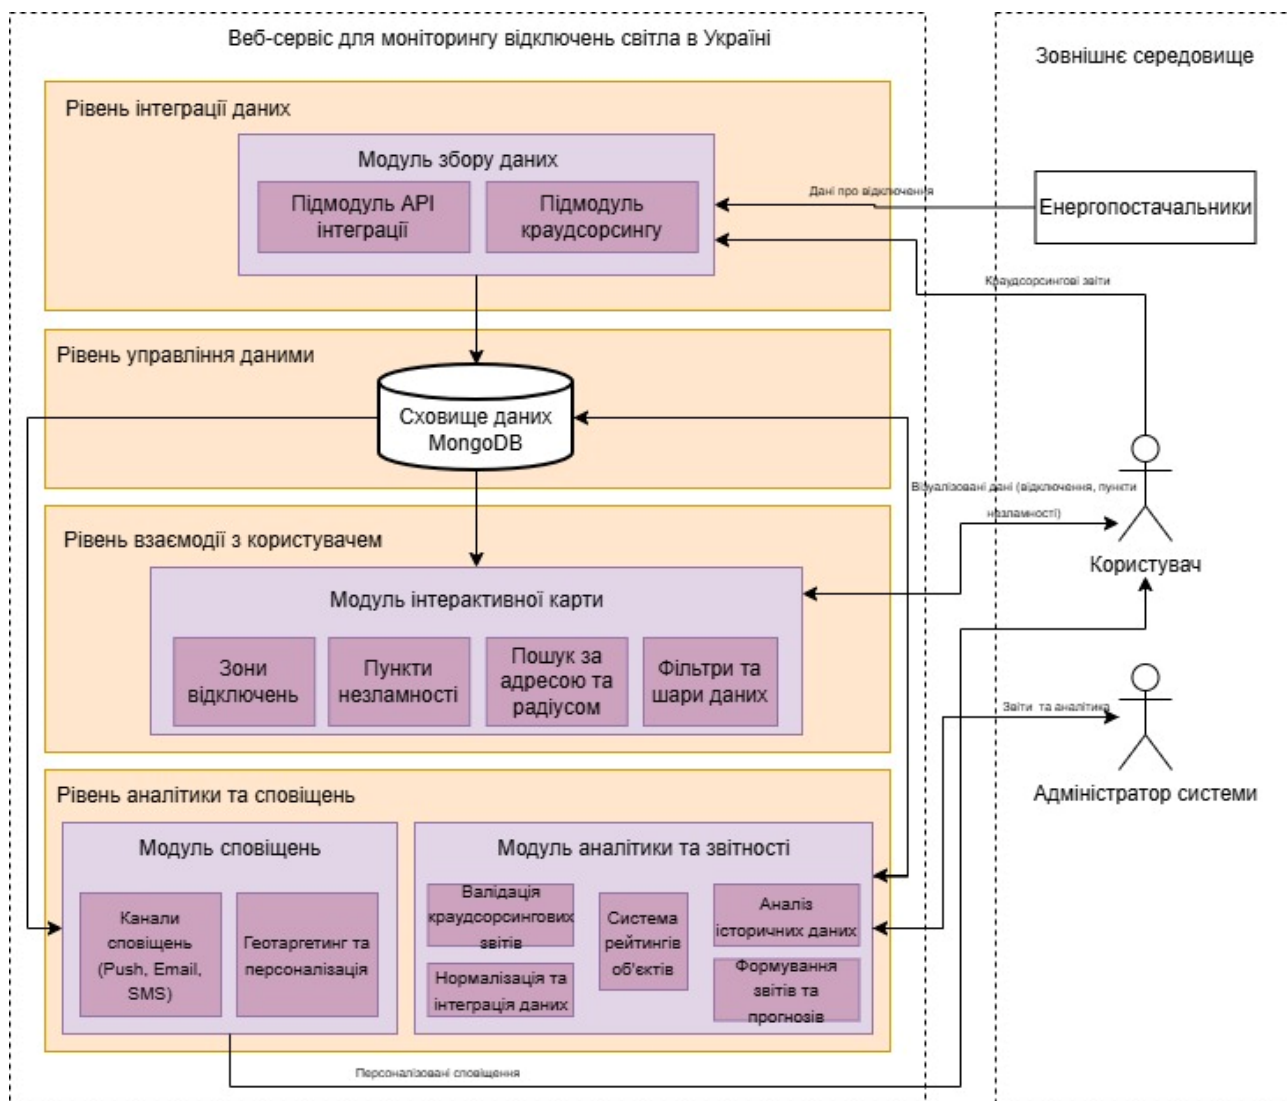 Веб-сервіс для моніторингу відключень світла в Україні
Зовнішнє середовище
Рівень інтеграції даних
Модуль збору даних
Підмодуль API
інтеграції
Підмодуль
краудсорсингу
Дані про відключення
Енергопостачальники
Краудсорсингові звіти
Рівень управління даними
Сховище даних
MongoDB
Візуалізовані дані (відключення, пункти
незламності)
Користувач
Рівень взаємодії з користувачем
Модуль інтерактивної карти
Зони
відключень
Пункти
незламності
Пошук за
адресою та
радіусом
Фільтри та
шари даних
Звіти та аналітика
Адміністратор системи
Рівень аналітики та сповіщень
Модуль сповіщень
Канали
сповіщень
(Push, Email,
SMS)
Геотаргетинг та
персоналізація
Модуль аналітики та звітності
Валідація
краудсорсингових
звітів
Нормалізація та
інтеграція даних
Система
рейтингів
об'єктів
Аналіз
історичних даних
Формування
звітів та
прогнозів
Персоналізовані сповіщення